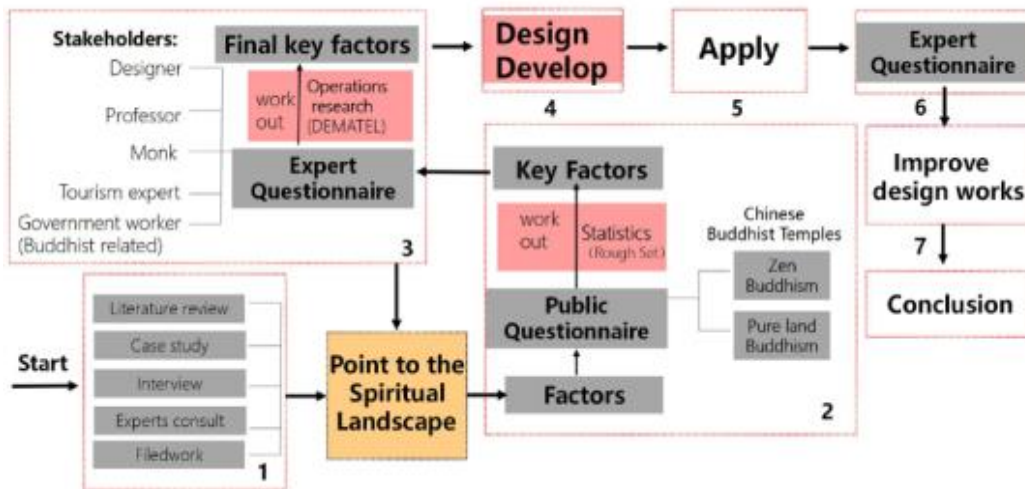 Stakeholders:
Designer
Professor
Monk
Tourism expert
Government worker
(Buddhist related)
Final key factors
work
out
Operations
research
(DEMATEL)
Expert
Questionnaire
3
Design
Develop
4
Apply
5
Expert
Questionnaire
6
Improve
design works
7
Conclusion
Key Factors
work
out
Statistics
(Rough Set)
Public
Questionnaire
Factors
Chinese
Buddhist Temples
Zen
Buddhism
Pure land
Buddhism
2
Start
Literature review
Case study
Interview
Experts consult
Filedwork
1
Point to the
Spiritual
Landscape